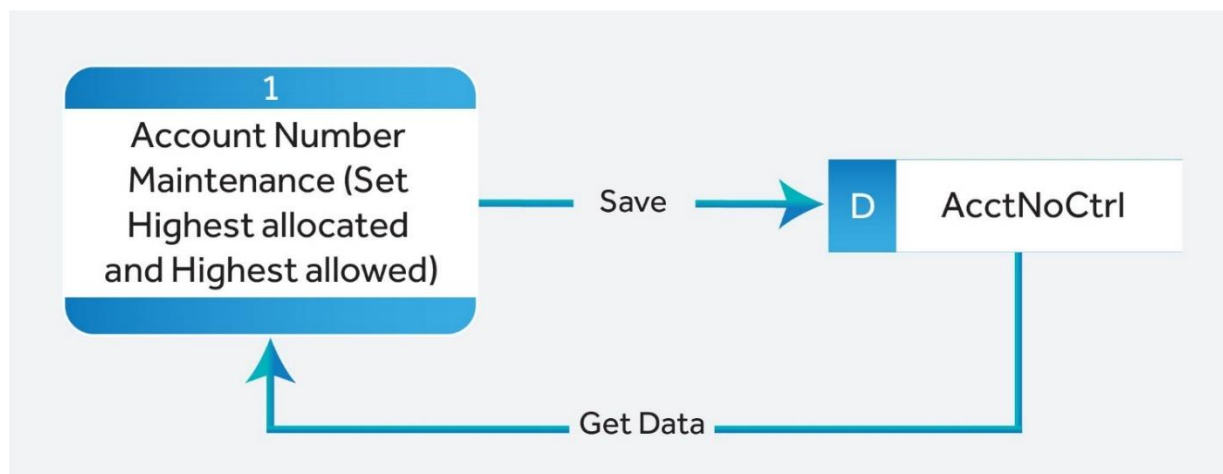 1
Account Number
Maintenance (Set
Highest allocated
and Highest allowed)
Save
D
AcctNoCtrl
Get Data